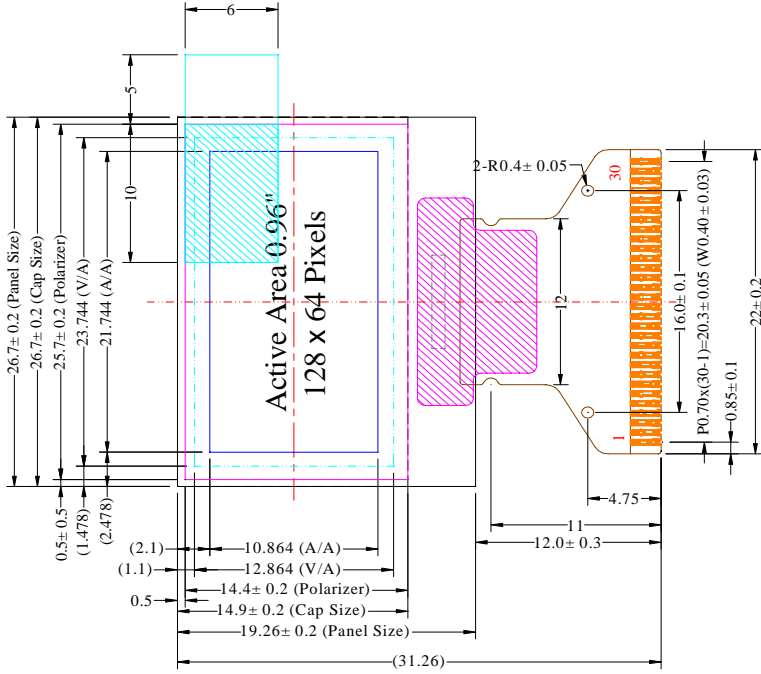 6
5
10
26.7± 0.2 (Panel Size)
26.7± 0.2 (Cap Size)
25.7± 0.2 (Polarizer)
23.744 (V/A)
21.744 (A/A)
0.5± 0.5
(1.478)
(2.478)
Active Area 0.96"
128 x 64 Pixels
2-R0.4± 0.05
30
1
12
16.0± 0.1
P0.70x(30-1)=20.3± 0.05 (W0.40± 0.03)
0.85± 0.1
22± 0.2
4.75
11
12.0± 0.3
(2.1)
10.864 (A/A)
(1.1)
12.864 (V/A)
14.4± 0.2 (Polarizer)
0.5
14.9± 0.2 (Cap Size)
19.26± 0.2 (Panel Size)
(31.26)